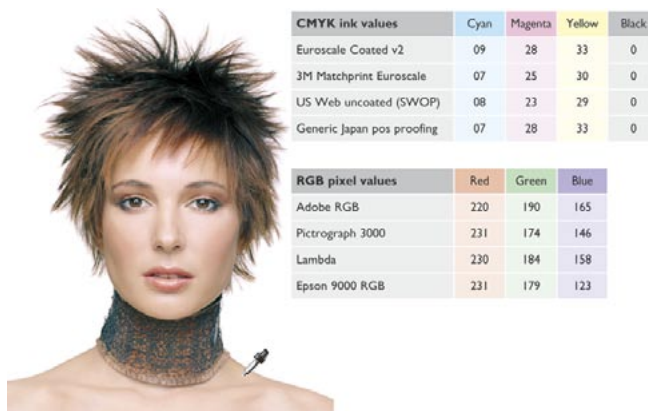 CMYK ink values Cyan Magenta Yellow Black
Euroscale Coated v2 09 28 33 0
3M Matchprint Euroscale 07 25 30 0
US Web uncoated (SWOP) 08 23 29 0
Generic Japan pos proofing 07 28 33 0
RGB pixel values Red Green Blue
Adobe RGB 220 190 165
Pictrograph 3000 231 174 146
Lambda 230 184 158
Epson 9000 RGB 231 179 123